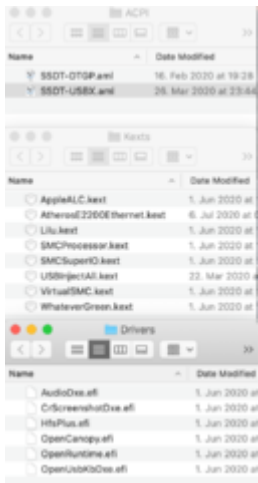 ACPI
Name Date Modified
SSDT-DTGP.aml 16. Feb 2020 at 19:28
SSDT-USBX.aml 26. Mar 2020 at 23:44
Kexts
Name Date Modified
AppleALC.kext 1. Jun 2020 at
AtherosE2200Ethernet.kext 6. Jul 2020 at
Lilu.kext 1. Jun 2020 at
SMCProcessor.kext 1. Jun 2020 at
SMCSuperIO.kext 1. Jun 2020 at
USBInjectAll.kext 22. Mar 2020
VirtualSMC.kext 1. Jun 2020 at
WhateverGreen.kext 1. Jun 2020 at
Drivers
Name Date Modified
AudioDxe.efi 1. Jun 2020 at
CrScreenshotDxe.efi 1. Jun 2020 at
HfsPlus.efi 1. Jun 2020 at
OpenCanopy.efi 1. Jun 2020 at
OpenRuntime.efi 1. Jun 2020 at
OpenUsbKbDxe.efi 1. Jun 2020 at